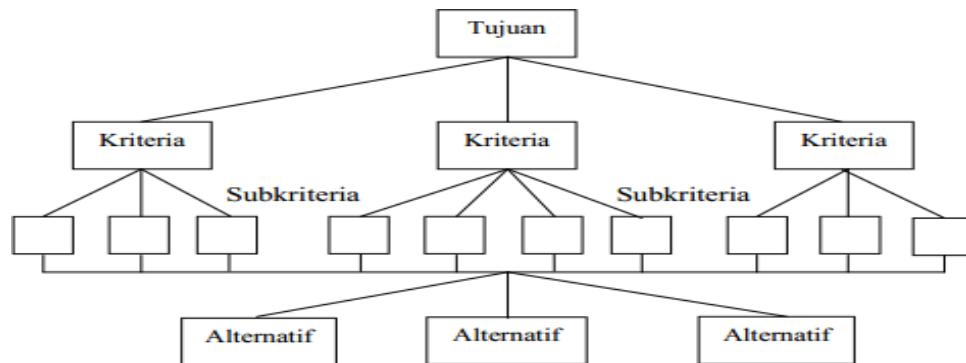 Tujuan
Kriteria Kriteria Kriteria
Subkriteria Subkriteria
Alternatif Alternatif Alternatif